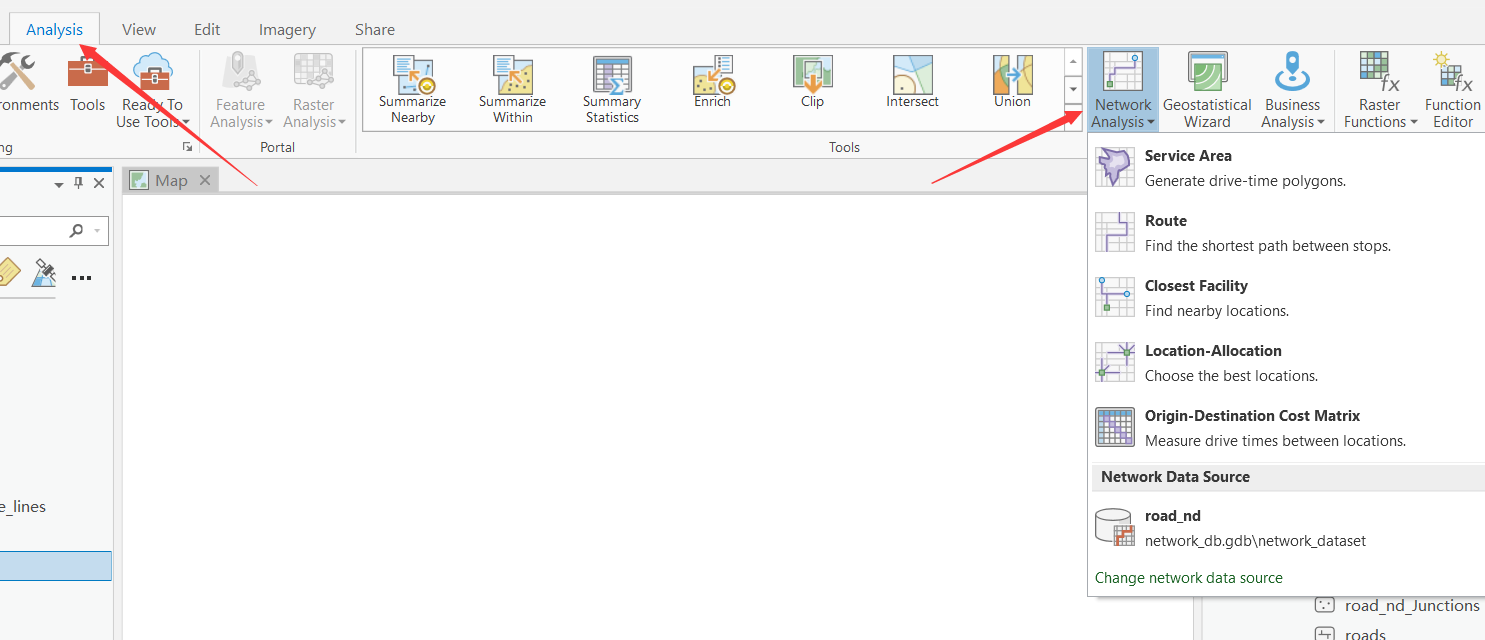 Analysis View Edit Imagery Share
ronments Tools Ready To Use Tools
Feature Analysis Raster Analysis
Summarize Nearby Summarize Within Summary Statistics Enrich Clip Intersect Union
Network Analysis Geostatistical Wizard Business Analysis Raster Functions Function Editor
ng Portal Tools
Map
Service Area
Generate drive-time polygons.
Route
Find the shortest path between stops.
Closest Facility
Find nearby locations.
Location-Allocation
Choose the best locations.
Origin-Destination Cost Matrix
Measure drive times between locations.
Network Data Source
e_lines
road_nd
network_db.gdb\network_dataset
Change network data source
road_nd_Junctions
roads